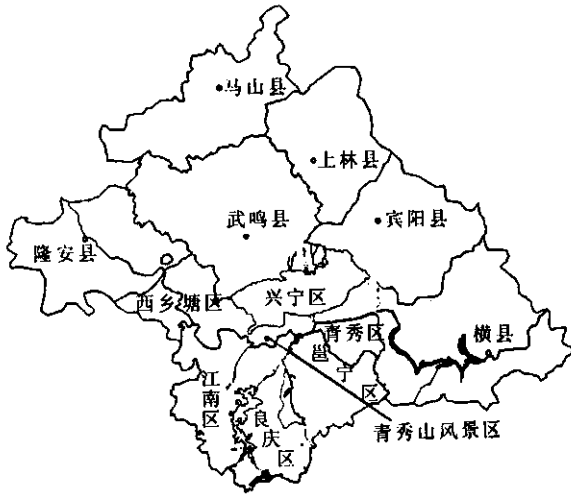 马山县
上林县
武鸣县
宾阳县
隆安县
西乡塘区
兴宁区
青秀区
横县
邕宁区
江南区
良庆区
青秀山风景区